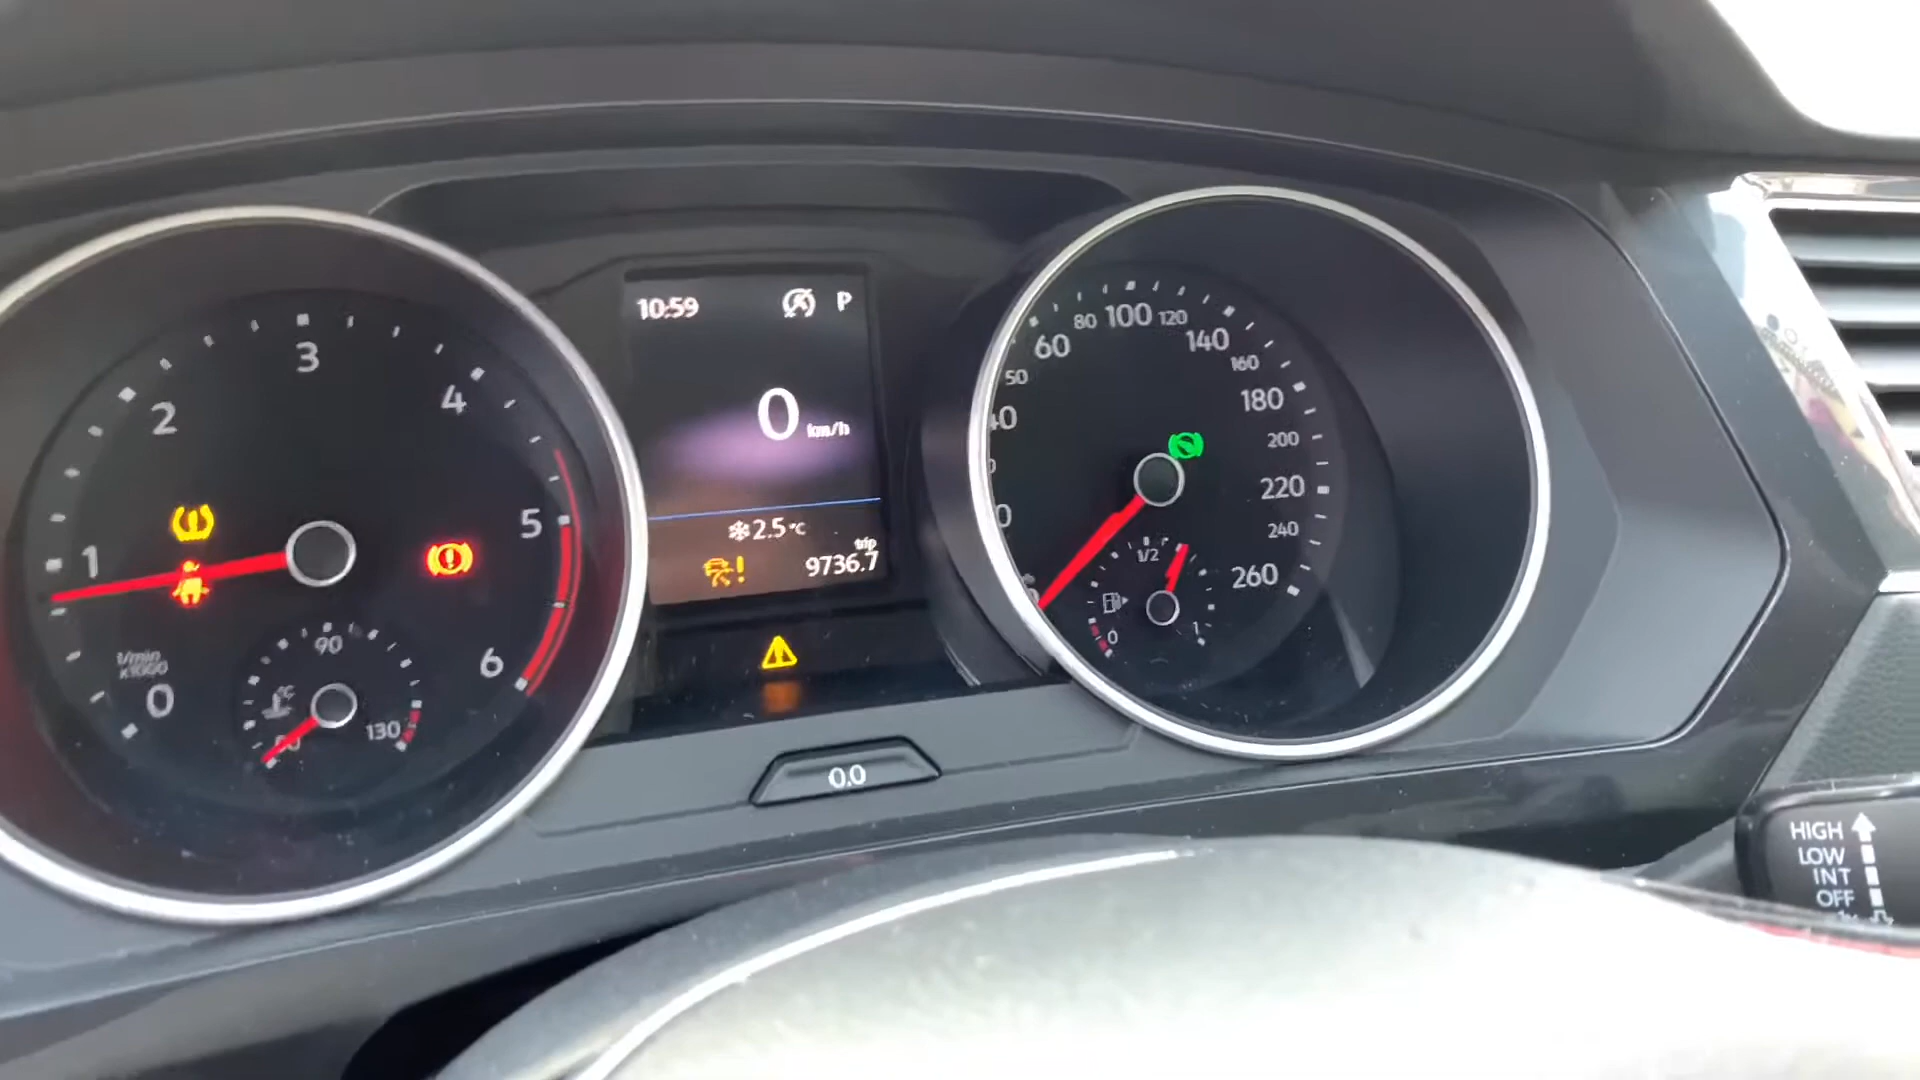 1
2
3
4
5
6
0
1/min
x1000
90
130
°C
10:59
P
0 km/h
2.5°C
trip
9736.7
0.0
50
60
80
100
120
140
160
180
200
220
240
260
1/2
0
1
HIGH
LOW
INT
OFF
1x